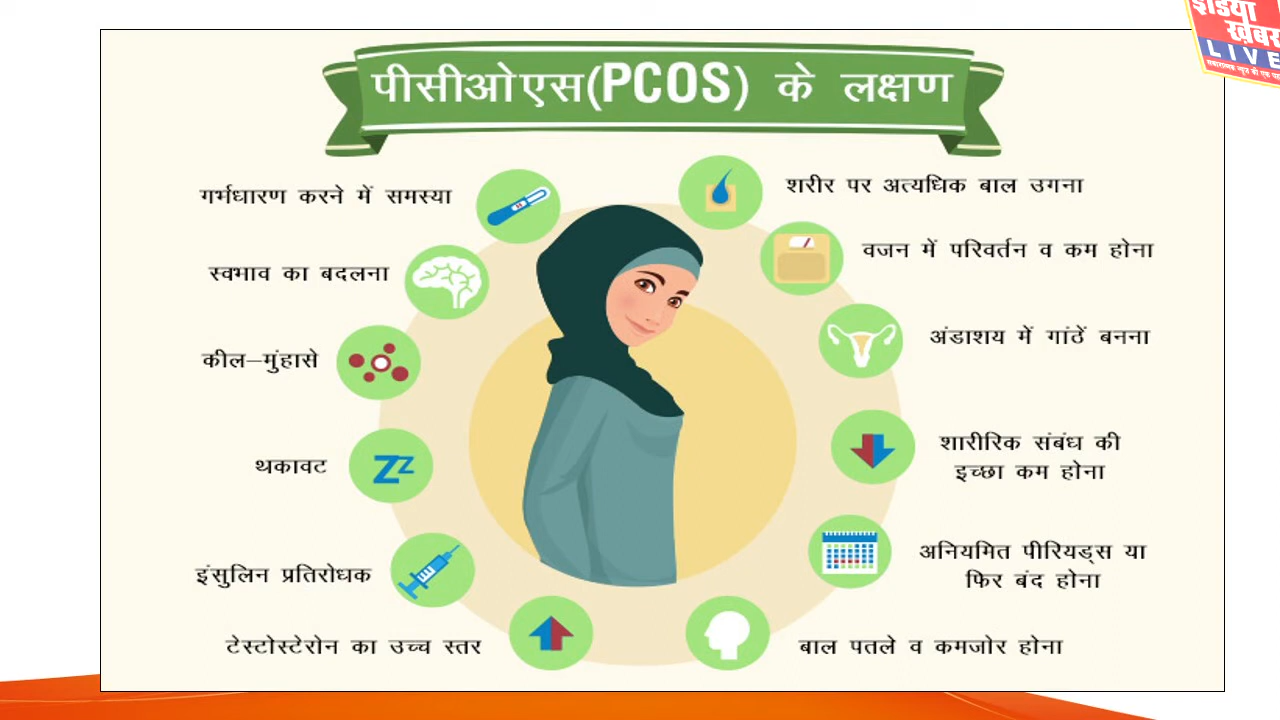 इंडिया
खबर
LIVE
पीसीओएस(PCOS) के लक्षण
गर्भधारण करने में समस्या
स्वभाव का बदलना
कील–मुंहासे
थकावट
इंसुलिन प्रतिरोधक
टेस्टोस्टेरोन का उच्च स्तर
शरीर पर अत्यधिक बाल उगना
वजन में परिवर्तन व कम होना
अंडाशय में गांठें बनना
शारीरिक संबंध की
इच्छा कम होना
अनियमित पीरियड्स या
फिर बंद होना
बाल पतले व कमजोर होना